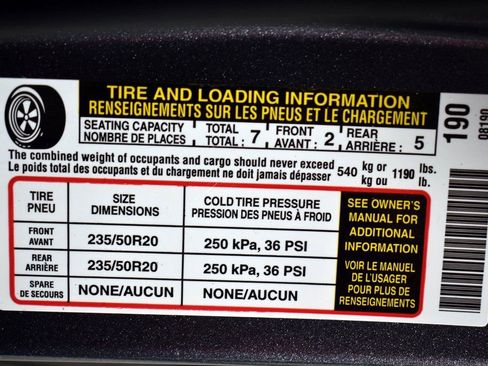 TIRE AND LOADING INFORMATION
RENSEIGNEMENTS SUR LES PNEUS ET LE CHARGEMENT
SEATING CAPACITY TOTAL FRONT REAR
NOMBRE DE PLACES TOTAL : 7 AVANT : 2 ARRIÈRE : 5
The combined weight of occupants and cargo should never exceed 540 kg or 1190 lbs.
Le poids total des occupants et du chargement ne doit jamais dépasser kg ou lb.
TIRE SIZE COLD TIRE PRESSURE
PNEU DIMENSIONS PRESSION DES PNEUS À FROID
FRONT
AVANT 235/50R20 250 kPa, 36 PSI
REAR
ARRIÈRE 235/50R20 250 kPa, 36 PSI
SPARE
DE SECOURS NONE/AUCUN NONE/AUCUN
SEE OWNER'S
MANUAL FOR
ADDITIONAL
INFORMATION
VOIR LE MANUEL
DE L'USAGER
POUR PLUS DE
RENSEIGNEMENTS
190
08190